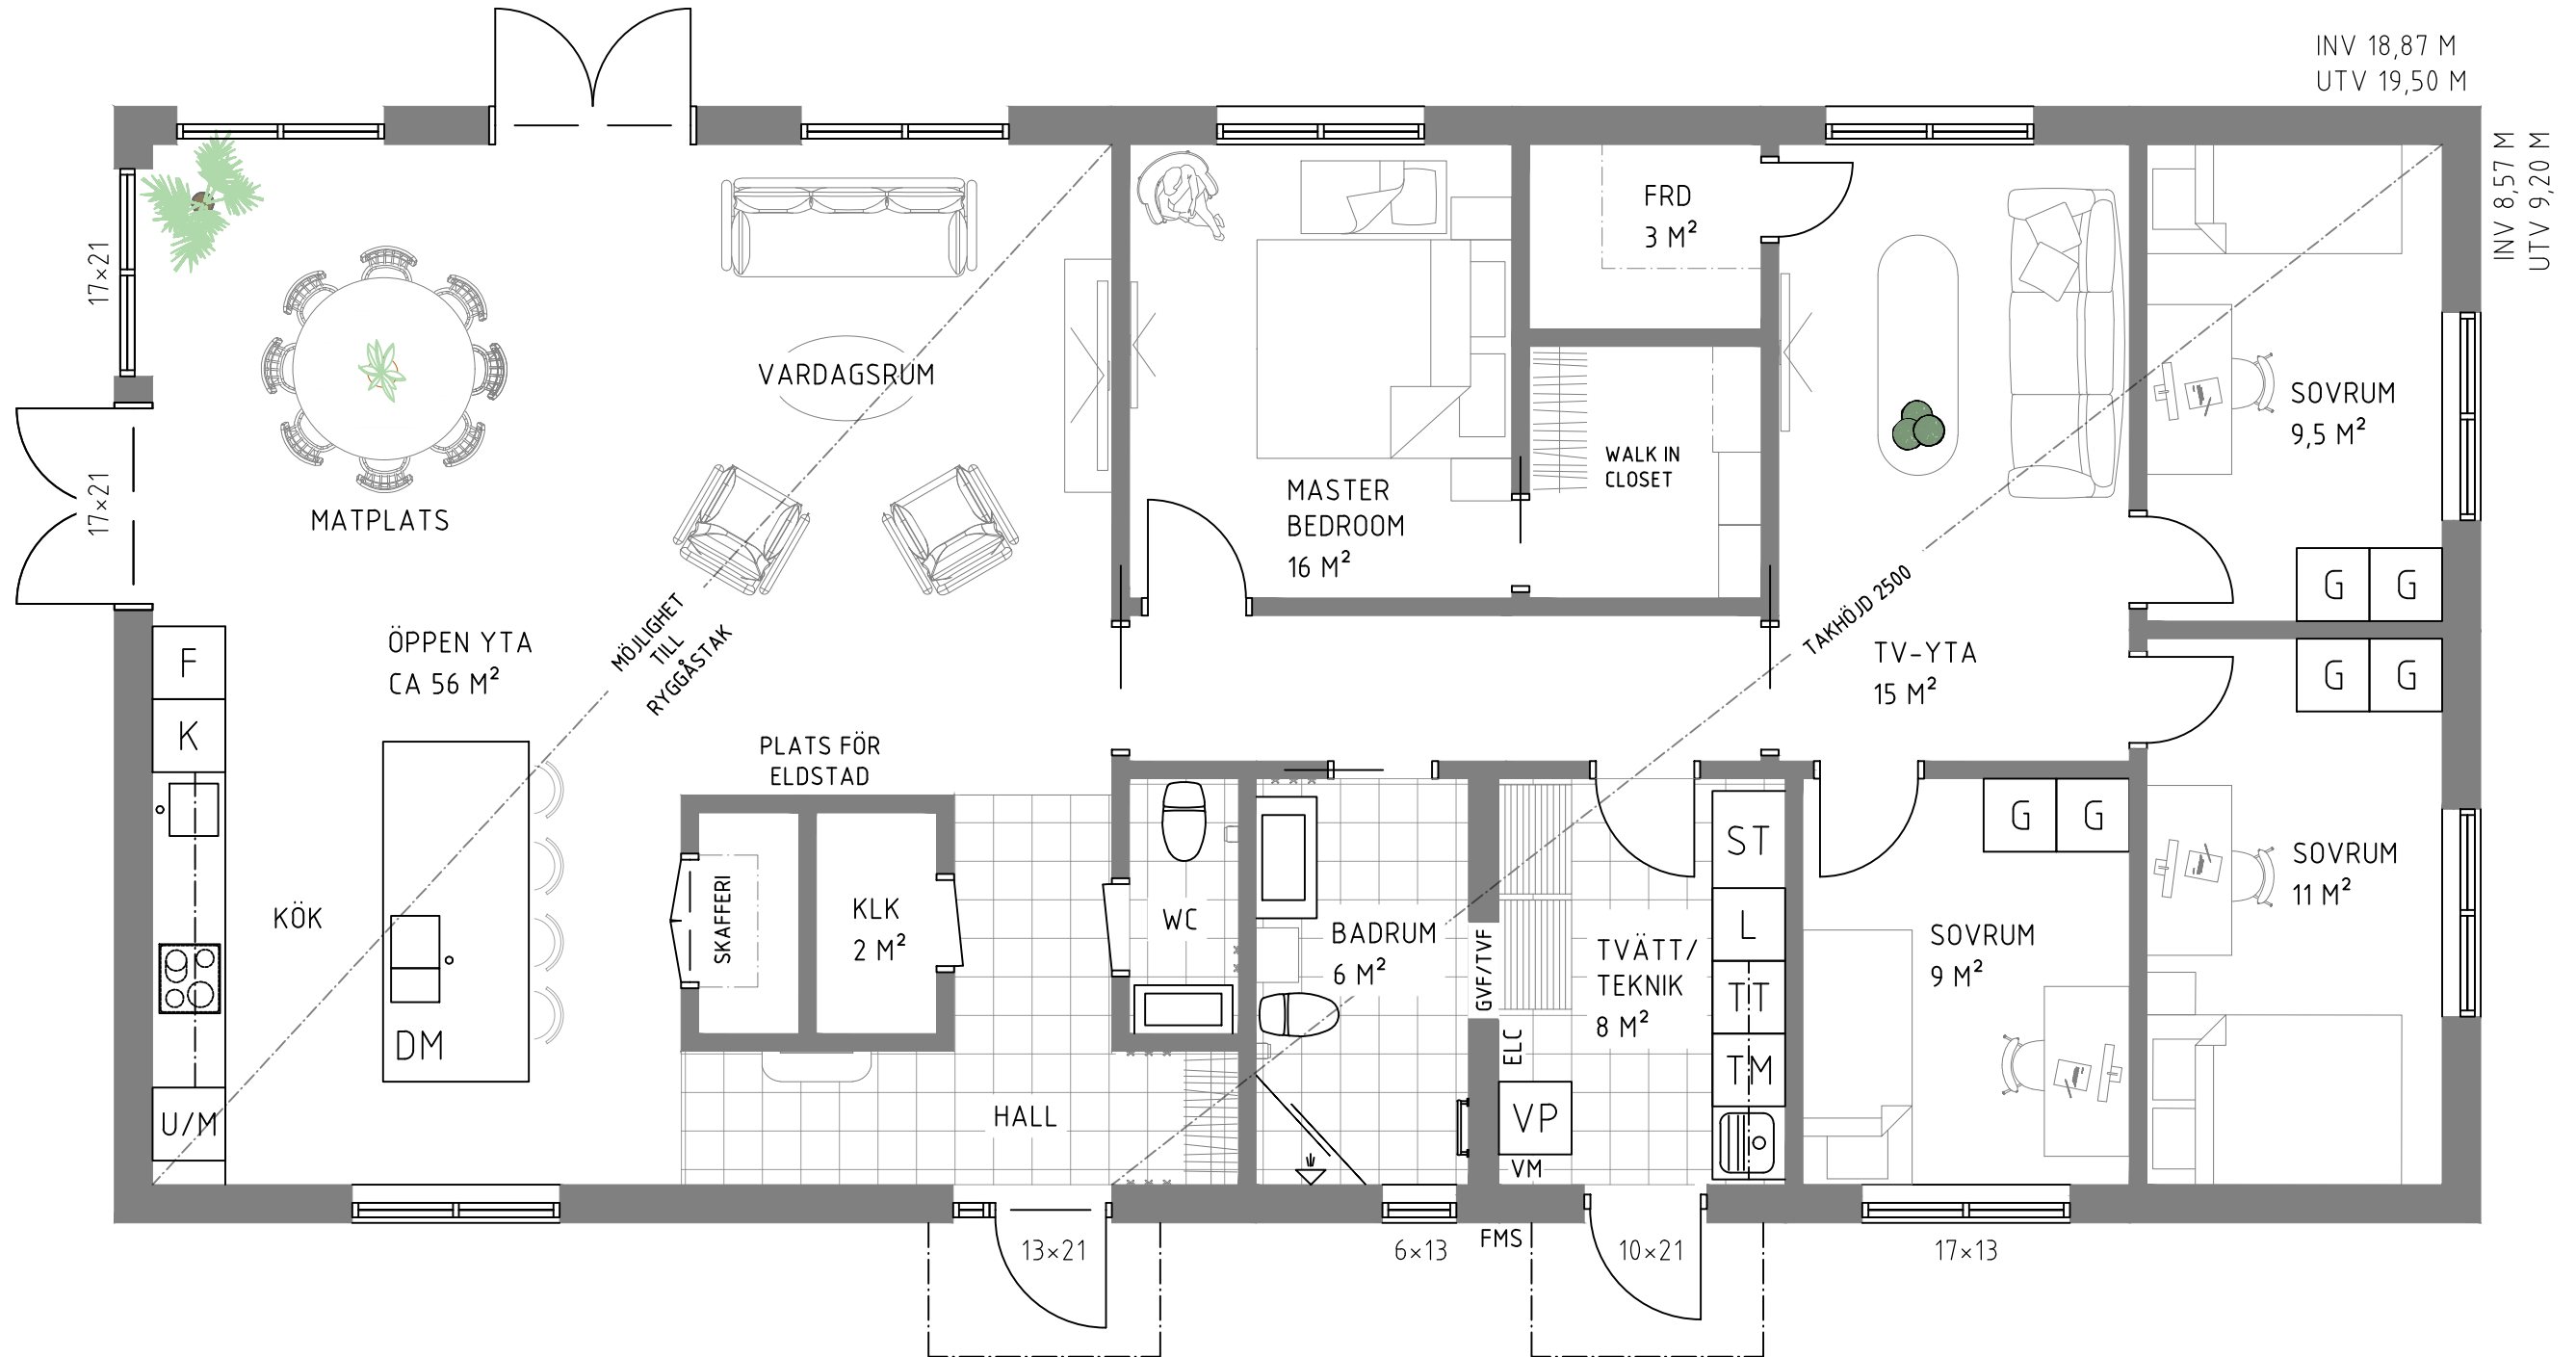 INV 18,87 M
UTV 19,50 M
INV 8,57 M
UTV 9,20 M
17×21
17×21
MATPLATS
VARDAGSRUM
ÖPPEN YTA
CA 56 M²
MÖJLIGHET
TILL
RYGGÅSTAK
PLATS FÖR
ELDSTAD
F
K
KÖK
DM
U/M
SKAFFERI
KLK
2 M²
HALL
WC
MASTER
BEDROOM
16 M²
FRD
3 M²
WALK IN
CLOSET
TAKHÖJD 2500
TV-YTA
15 M²
SOVRUM
9,5 M²
G
G
G
G
SOVRUM
11 M²
G
G
SOVRUM
9 M²
BADRUM
6 M²
GVF/TVF
ELC
TVÄTT/
TEKNIK
8 M²
ST
L
TT
TM
VP
VM
FMS
13×21
6×13
10×21
17×13